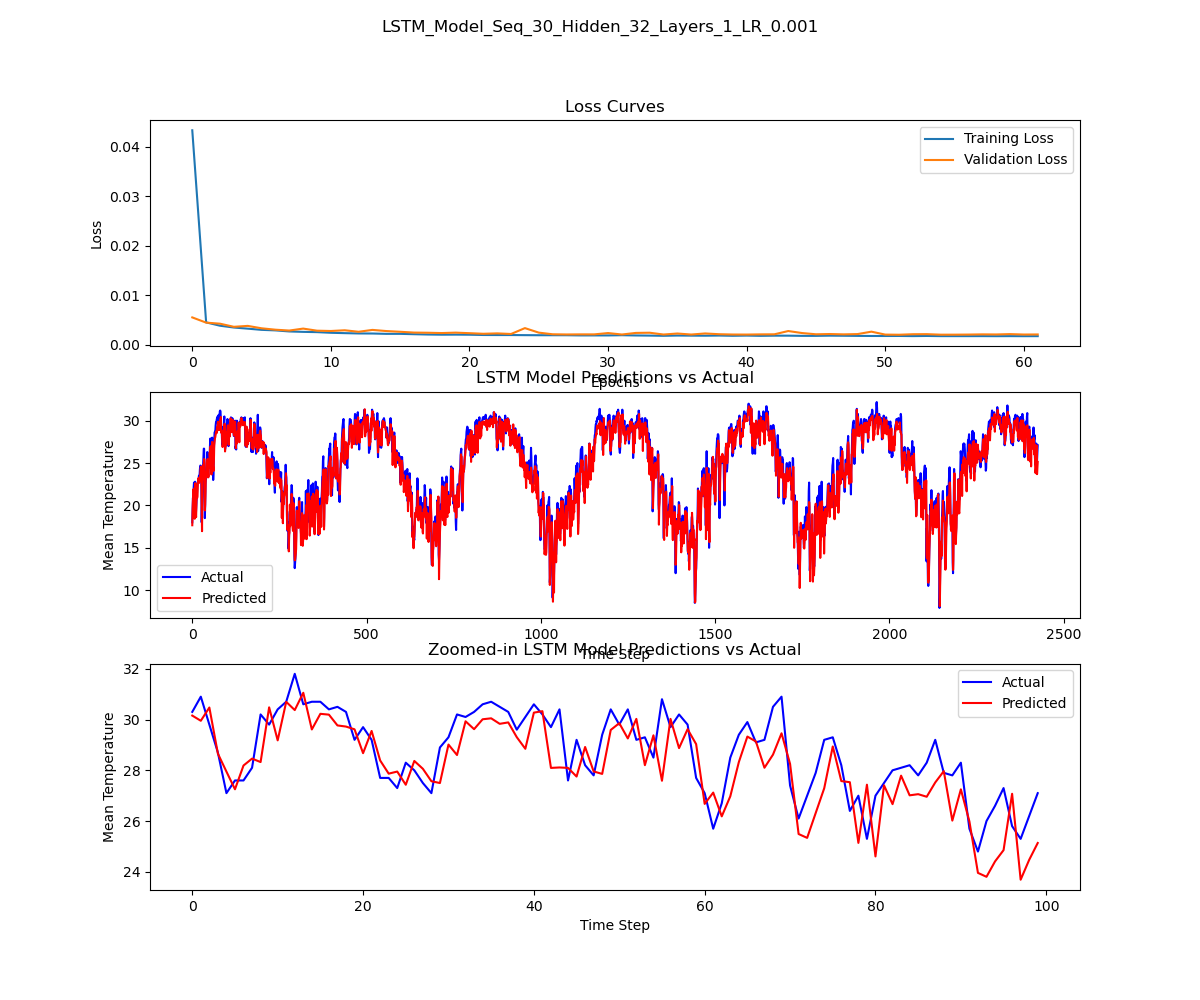 LSTM_Model_Seq_30_Hidden_32_Layers_1_LR_0.001
Loss Curves
Loss
0.04
0.03
0.02
0.01
0.00
Training Loss
Validation Loss
0 10 20 30 40 50 60
Epochs
LSTM Model Predictions vs Actual
Mean Temperature
30
25
20
15
10
Actual
Predicted
0 500 1000 1500 2000 2500
Time Step
Zoomed-in LSTM Model Predictions vs Actual
Mean Temperature
32
30
28
26
24
Actual
Predicted
0 20 40 60 80 100
Time Step